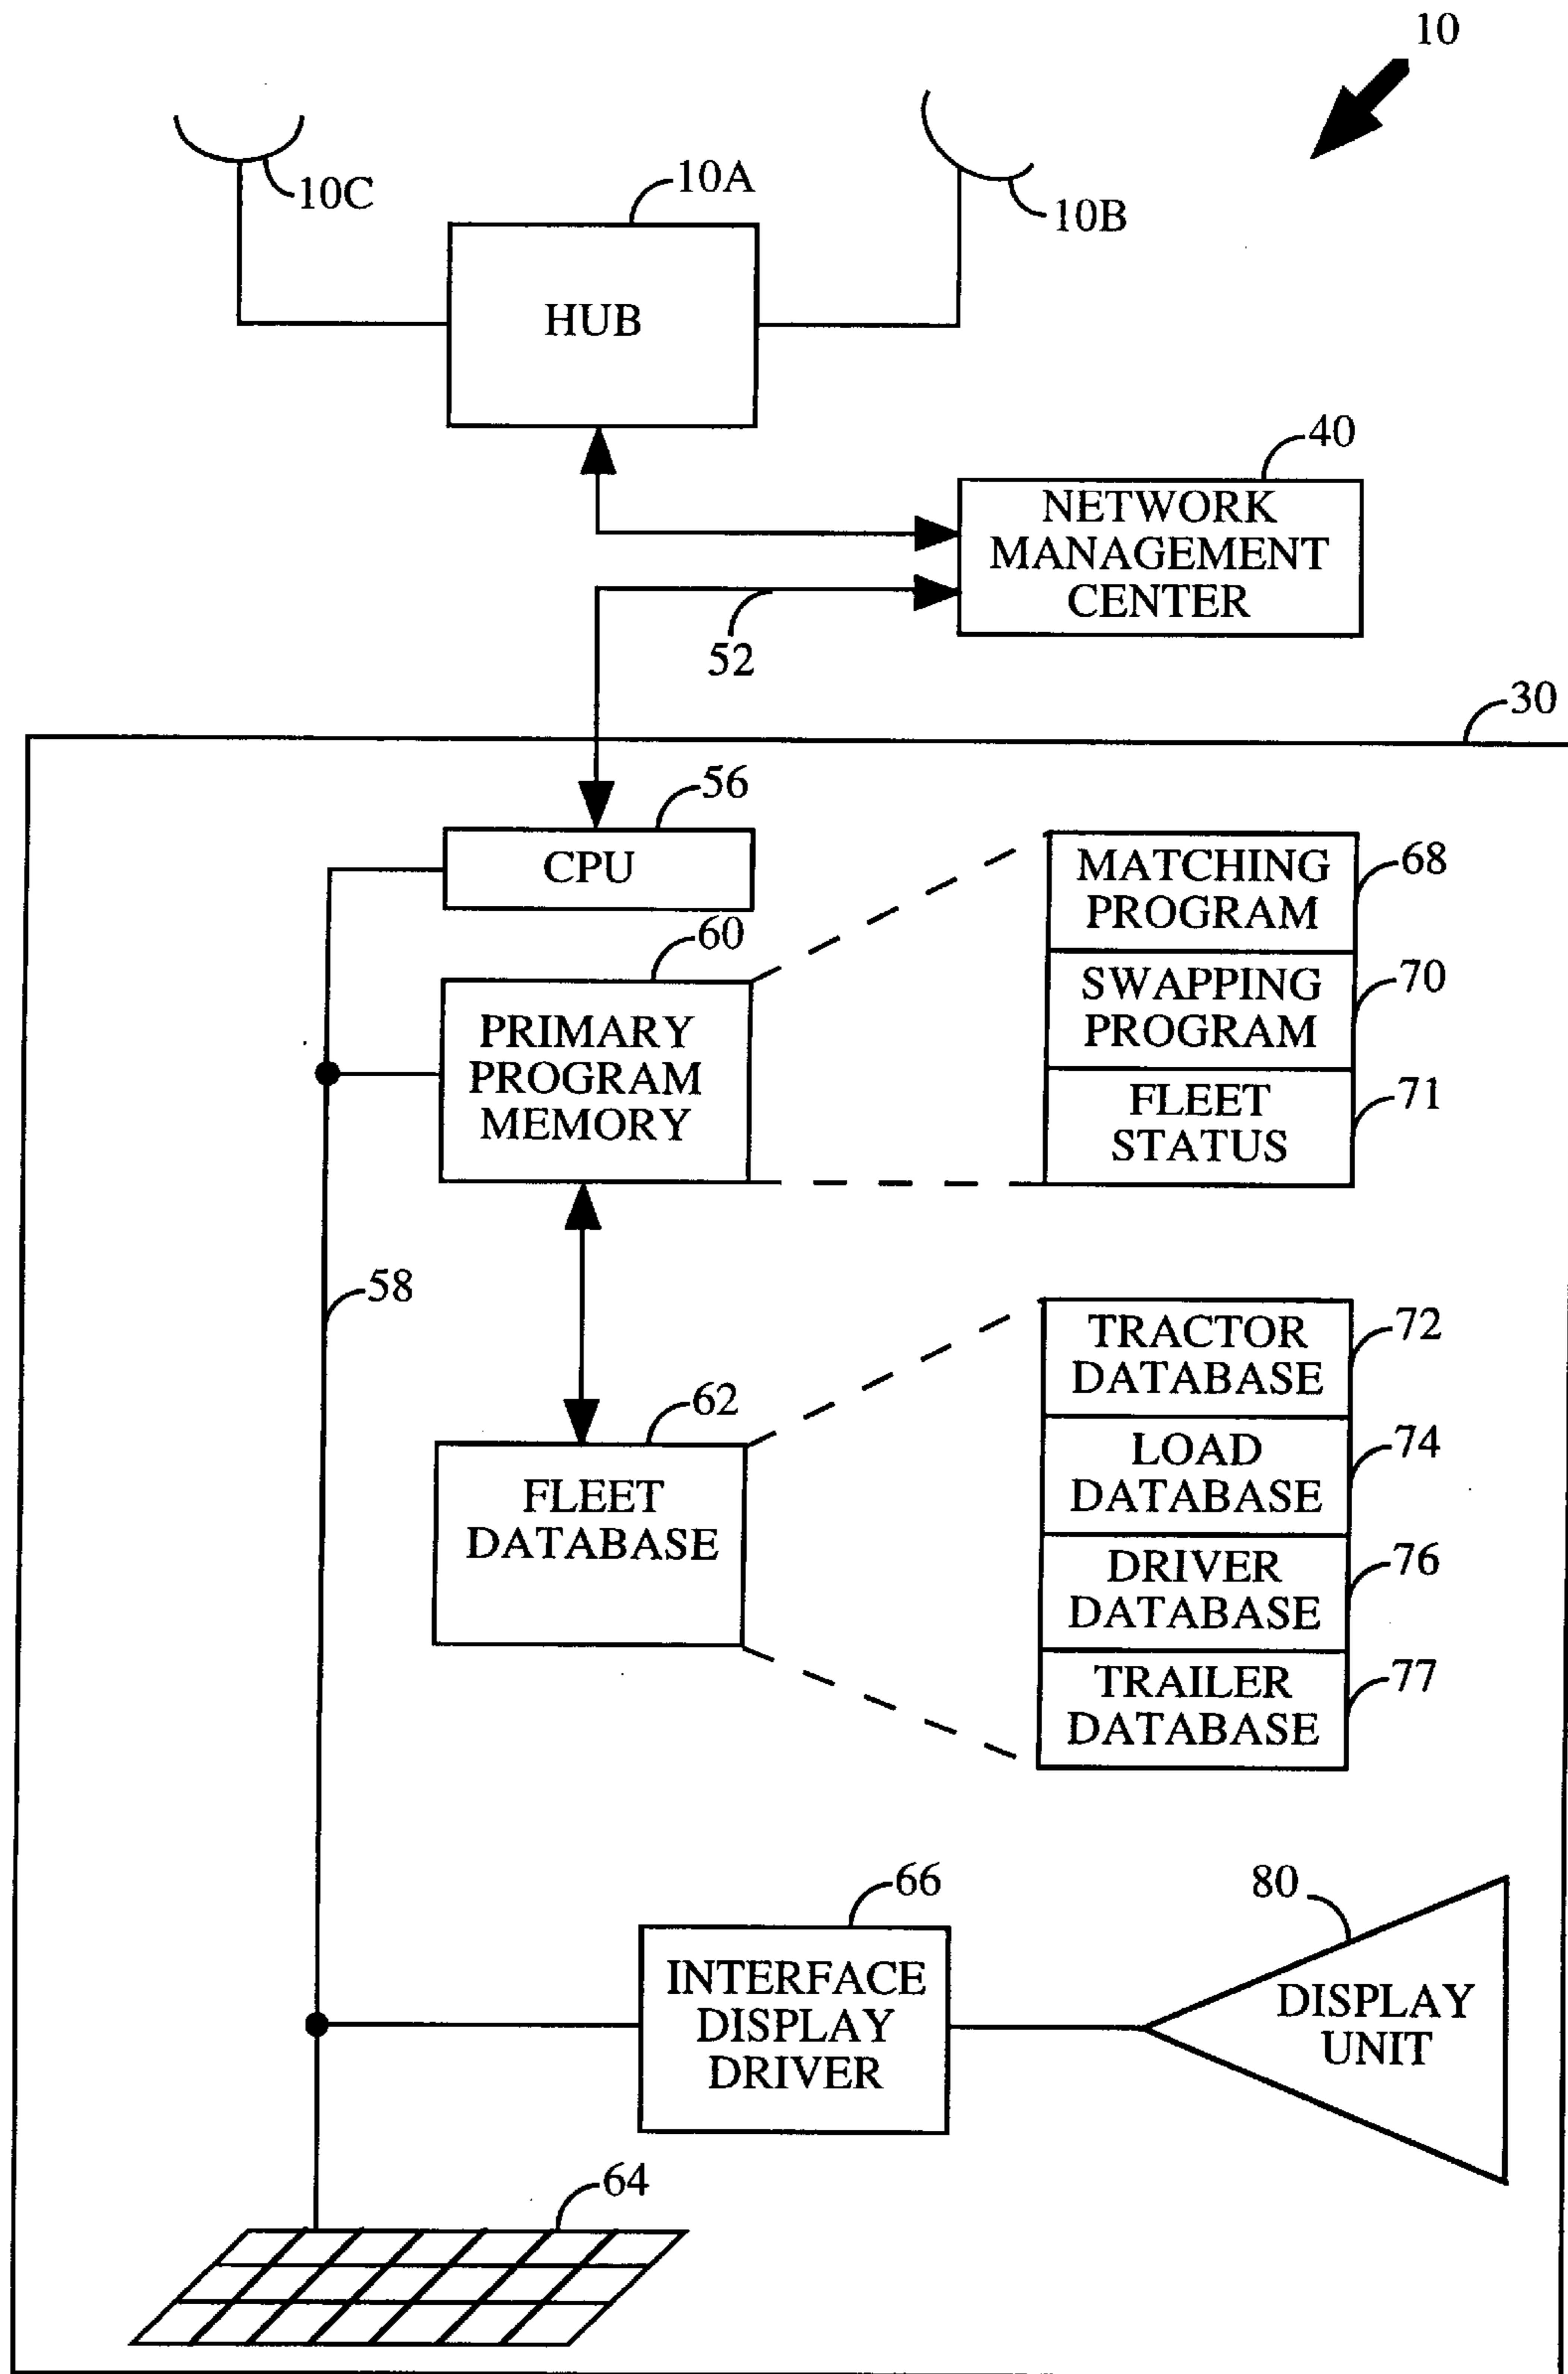 10
10C
10A
10B
HUB
40
NETWORK
MANAGEMENT
CENTER
52
30
56
CPU
60
PRIMARY
PROGRAM
MEMORY
MATCHING
PROGRAM
68
SWAPPING
PROGRAM
70
FLEET
STATUS
71
58
62
FLEET
DATABASE
TRACTOR
DATABASE
72
LOAD
DATABASE
74
DRIVER
DATABASE
76
TRAILER
DATABASE
77
66
INTERFACE
DISPLAY
DRIVER
80
DISPLAY
UNIT
64